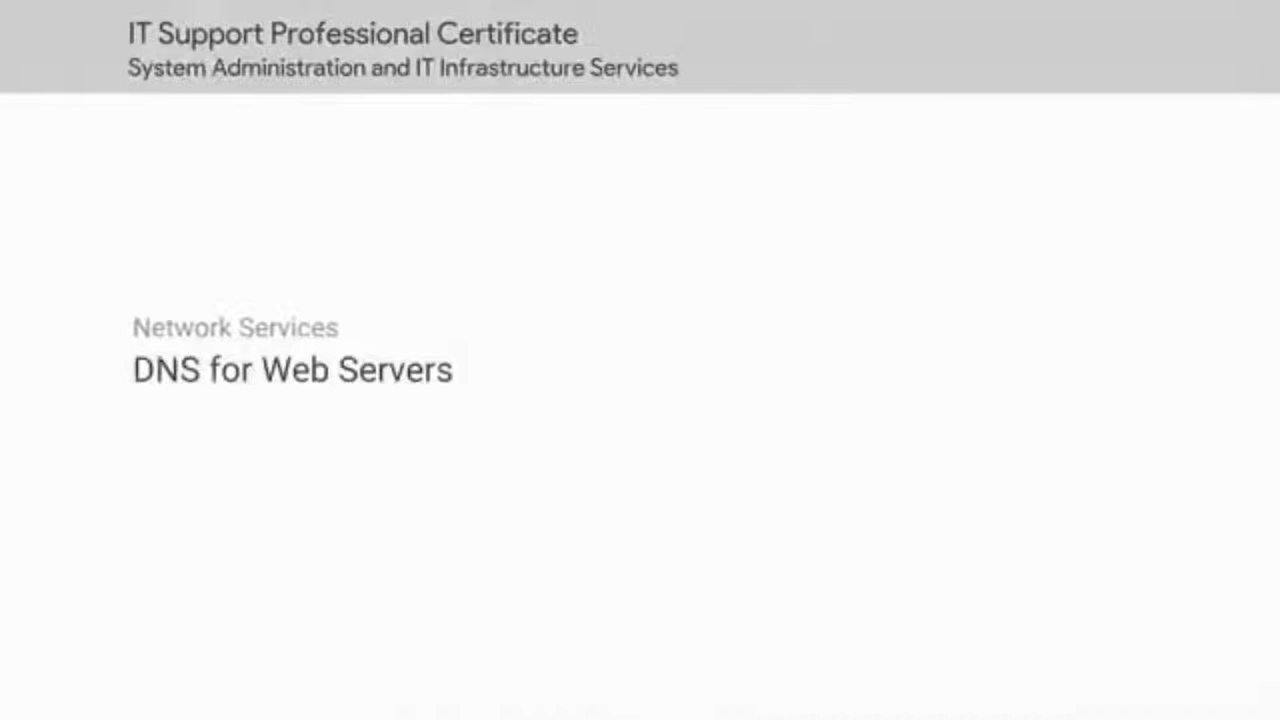 IT Support Professional Certificate
System Administration and IT Infrastructure Services
Network Services
DNS for Web Servers